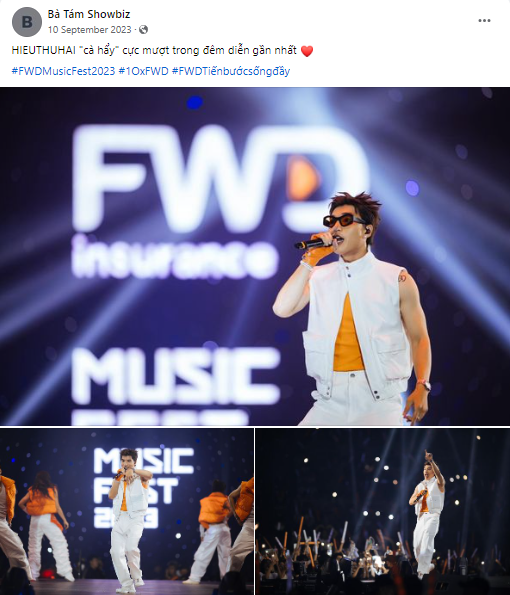 B
Bà Tám Showbiz
10 September 2023 ·
HIEUTHUHAI "cà hẩy" cực mượt trong đêm diễn gần nhất
#FWDMusicFest2023 #1OxFWD #FWDTiếnbướcsốngđầy
FWD
insurance
MUSIC
FEST
MUSIC
FEST
2023